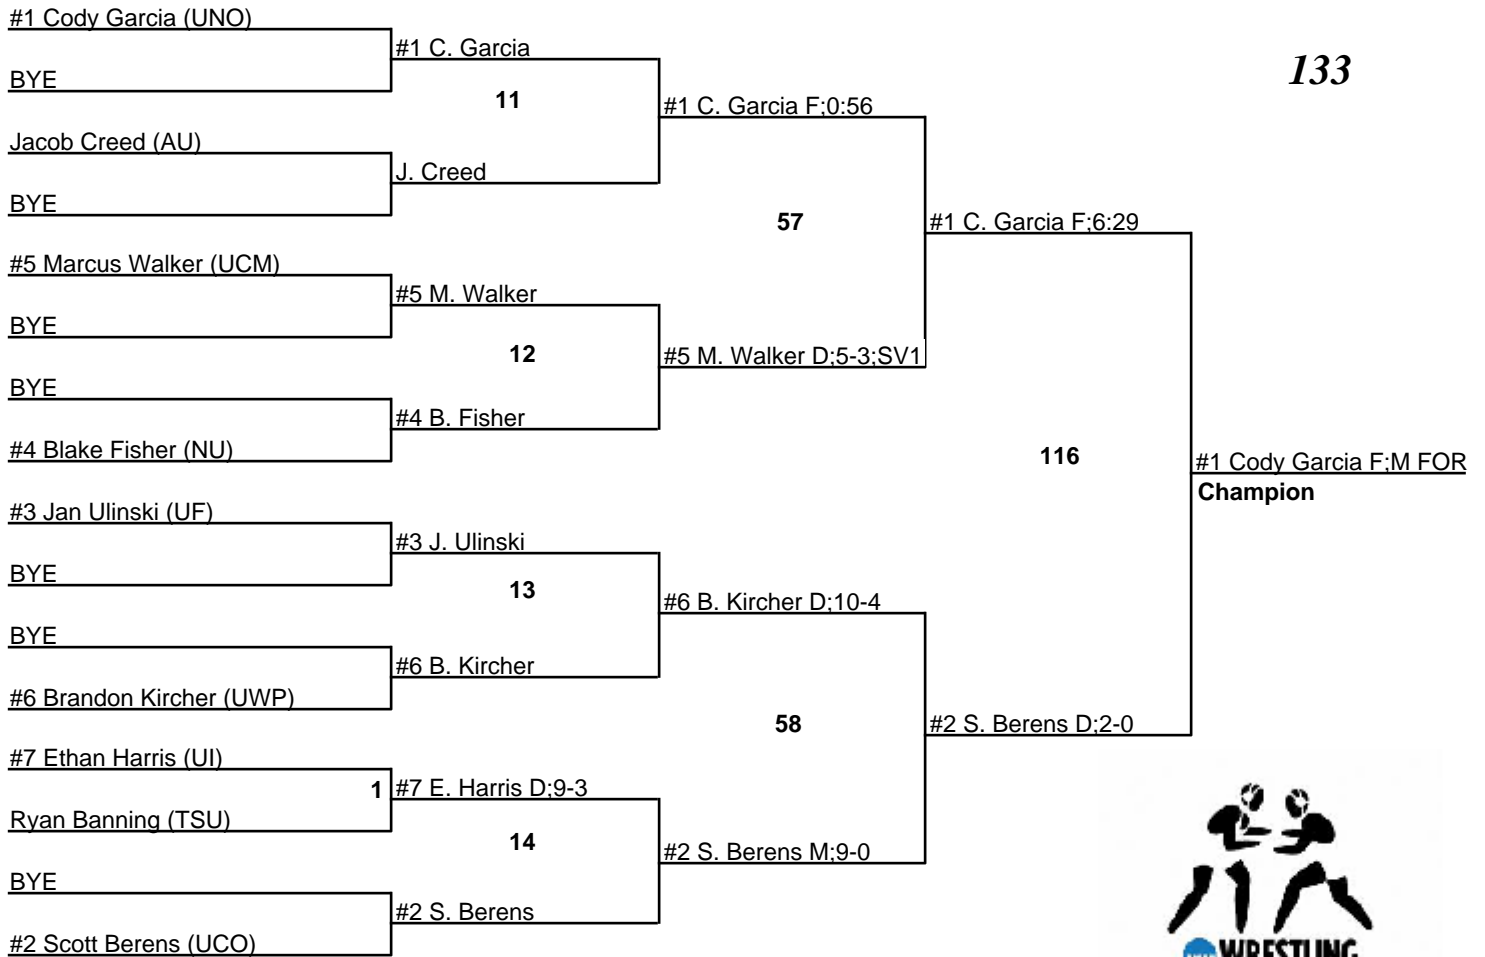 #1 Cody Garcia (UNO)
#1 C. Garcia
133
BYE
11
#1 C. Garcia F;0:56
Jacob Creed (AU)
J. Creed
BYE
57
#1 C. Garcia F;6:29
#5 Marcus Walker (UCM)
#5 M. Walker
BYE
12
#5 M. Walker D;5-3;SV1
BYE
#4 B. Fisher
#4 Blake Fisher (NU)
116
#1 Cody Garcia F;M FOR
Champion
#3 Jan Ulinski (UF)
#3 J. Ulinski
BYE
13
#6 B. Kircher D;10-4
BYE
#6 B. Kircher
#6 Brandon Kircher (UWP)
58
#2 S. Berens D;2-0
#7 Ethan Harris (UI)
1
#7 E. Harris D;9-3
Ryan Banning (TSU)
14
#2 S. Berens M;9-0
BYE
#2 S. Berens
#2 Scott Berens (UCO)
WRESTLING